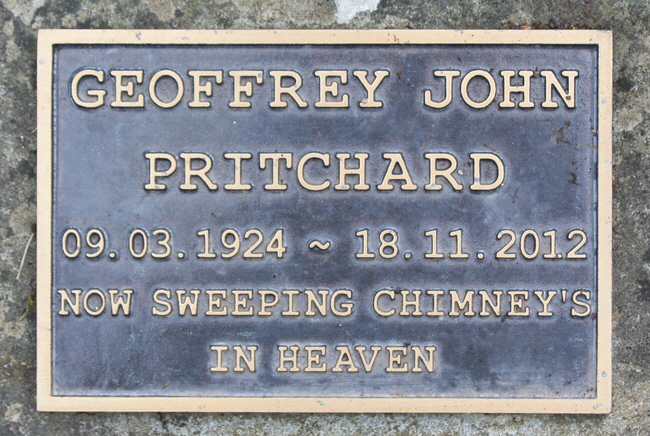 GEOFFREY JOHN
PRITCHARD
09.03.1924 ~ 18.11.2012
NOW SWEEPING CHIMNEY'S
IN HEAVEN